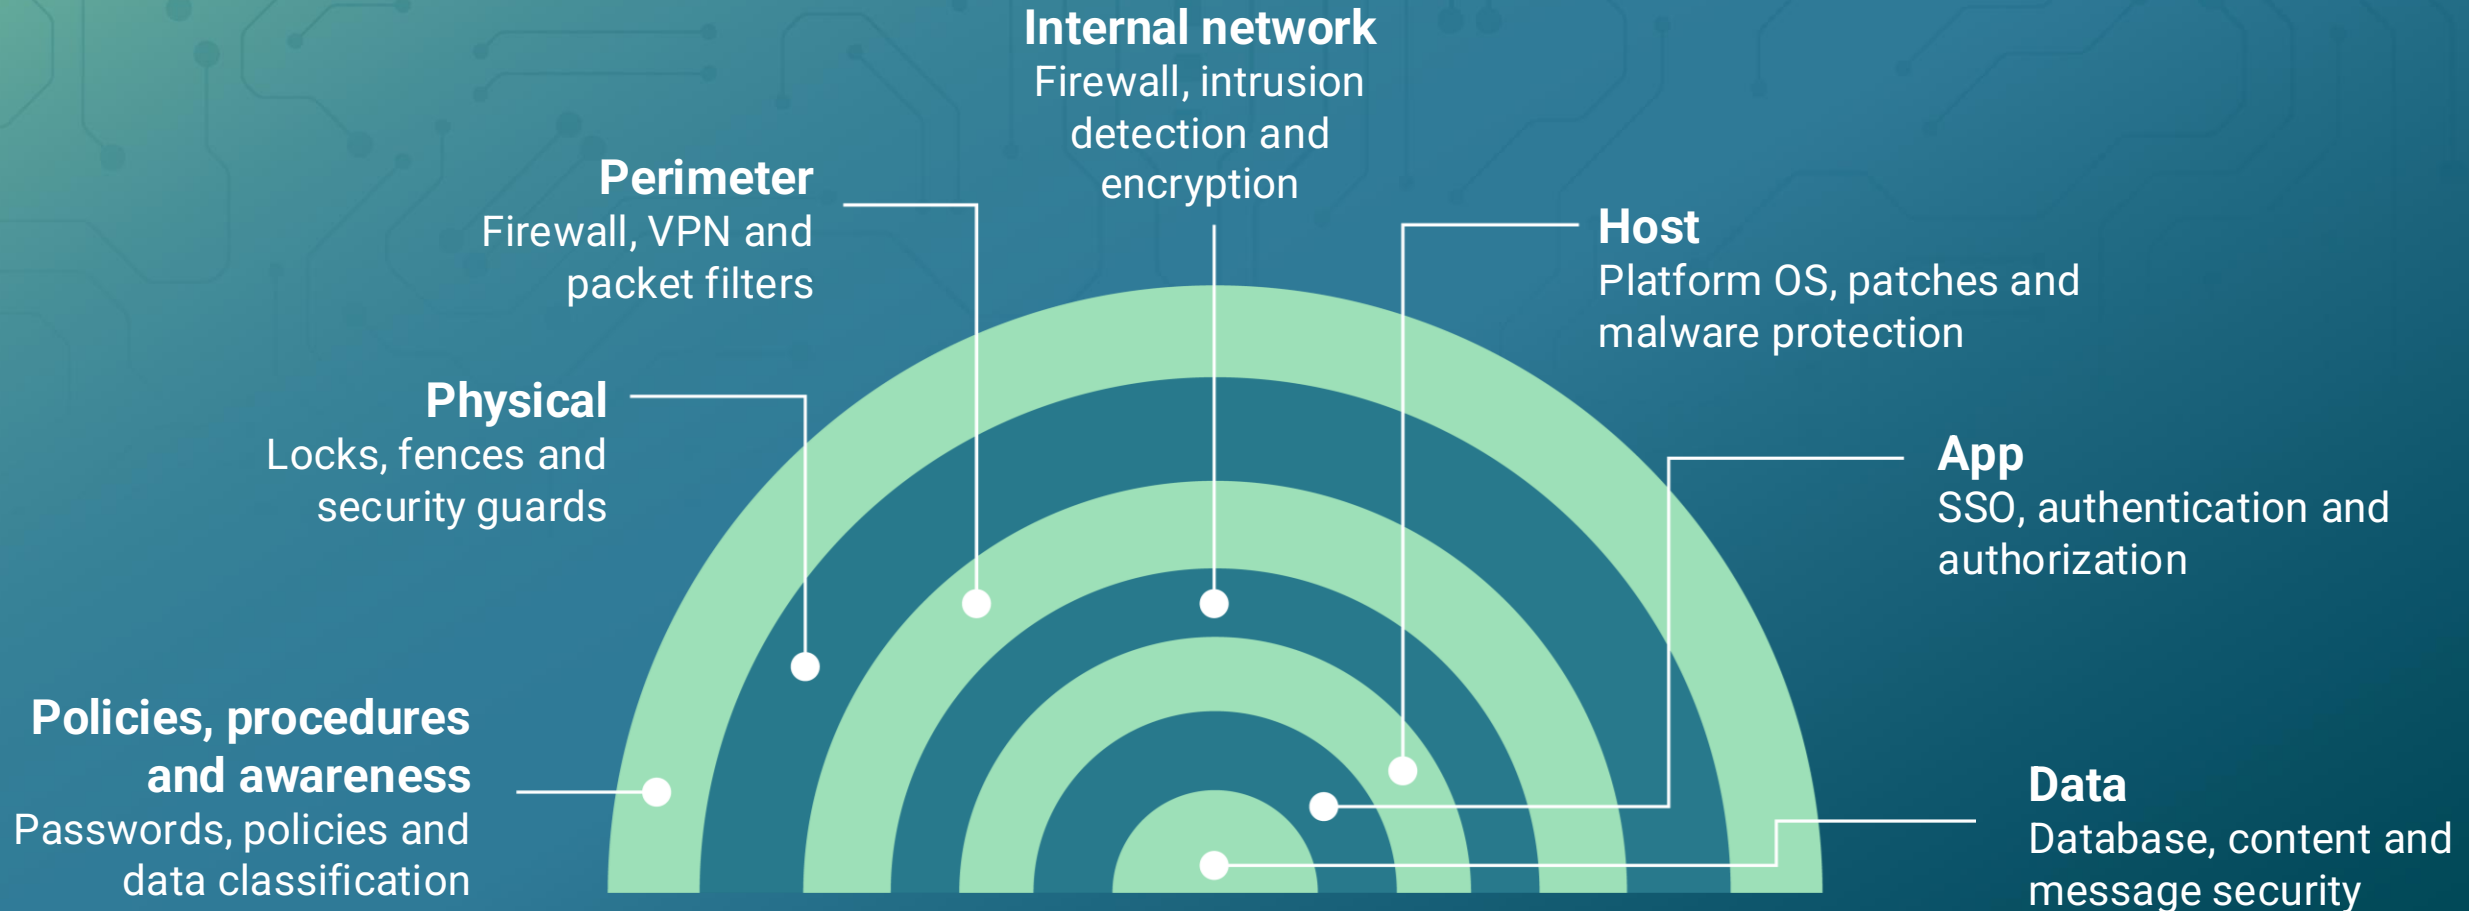 Internal network
Firewall, intrusion
detection and
encryption
Perimeter
Firewall, VPN and
packet filters
Host
Platform OS, patches and
malware protection
Physical
Locks, fences and
security guards
App
SSO, authentication and
authorization
Policies, procedures
and awareness
Passwords, policies and
data classification
Data
Database, content and
message security